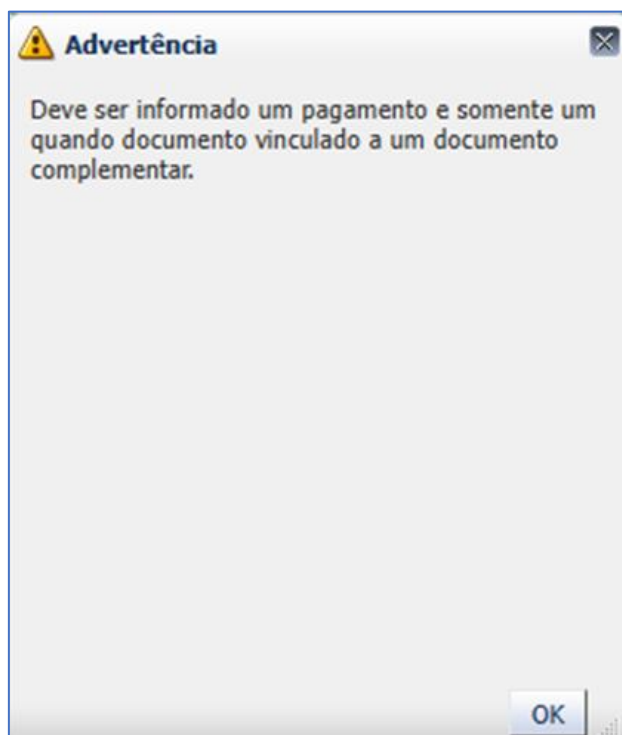 Advertência
Deve ser informado um pagamento e somente um
quando documento vinculado a um documento
complementar.
OK